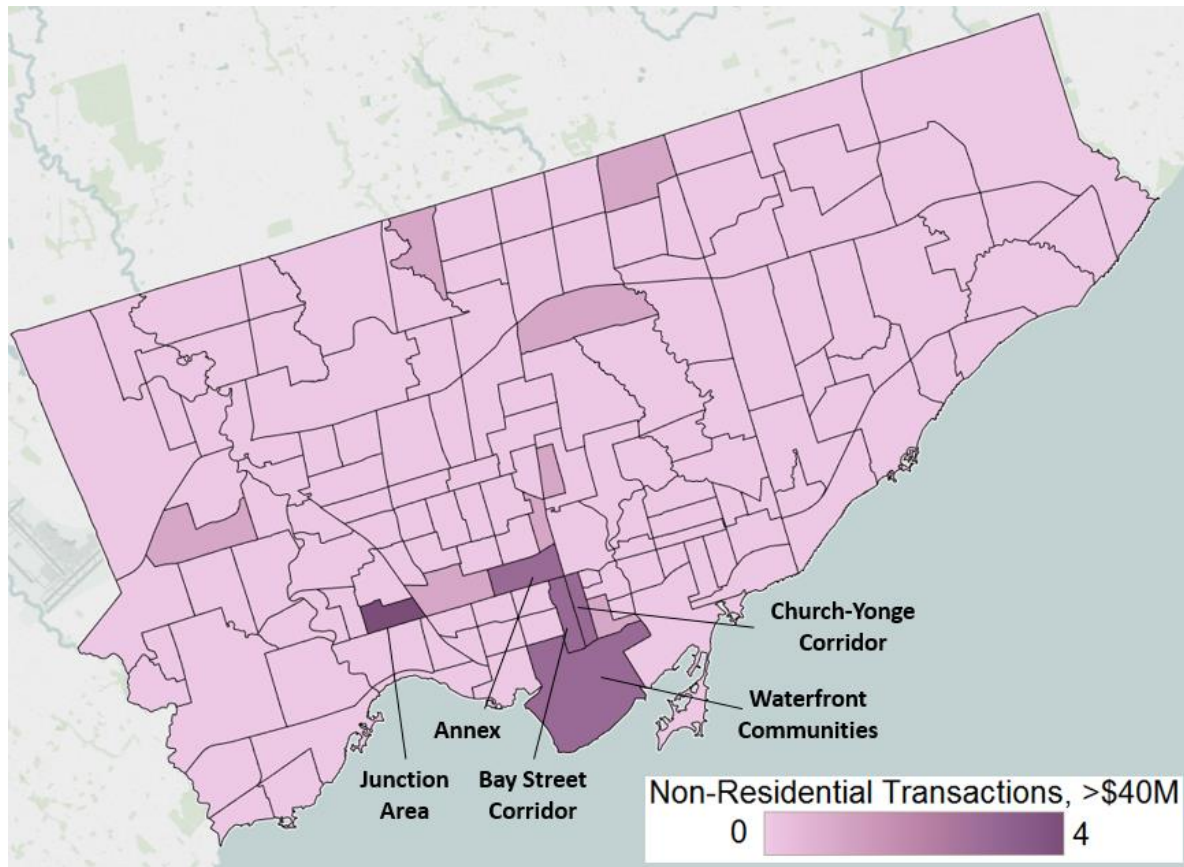 Church-Yonge
Corridor
Waterfront
Communities
Annex
Junction
Area
Bay Street
Corridor
Non-Residential Transactions, >$40M
0
4